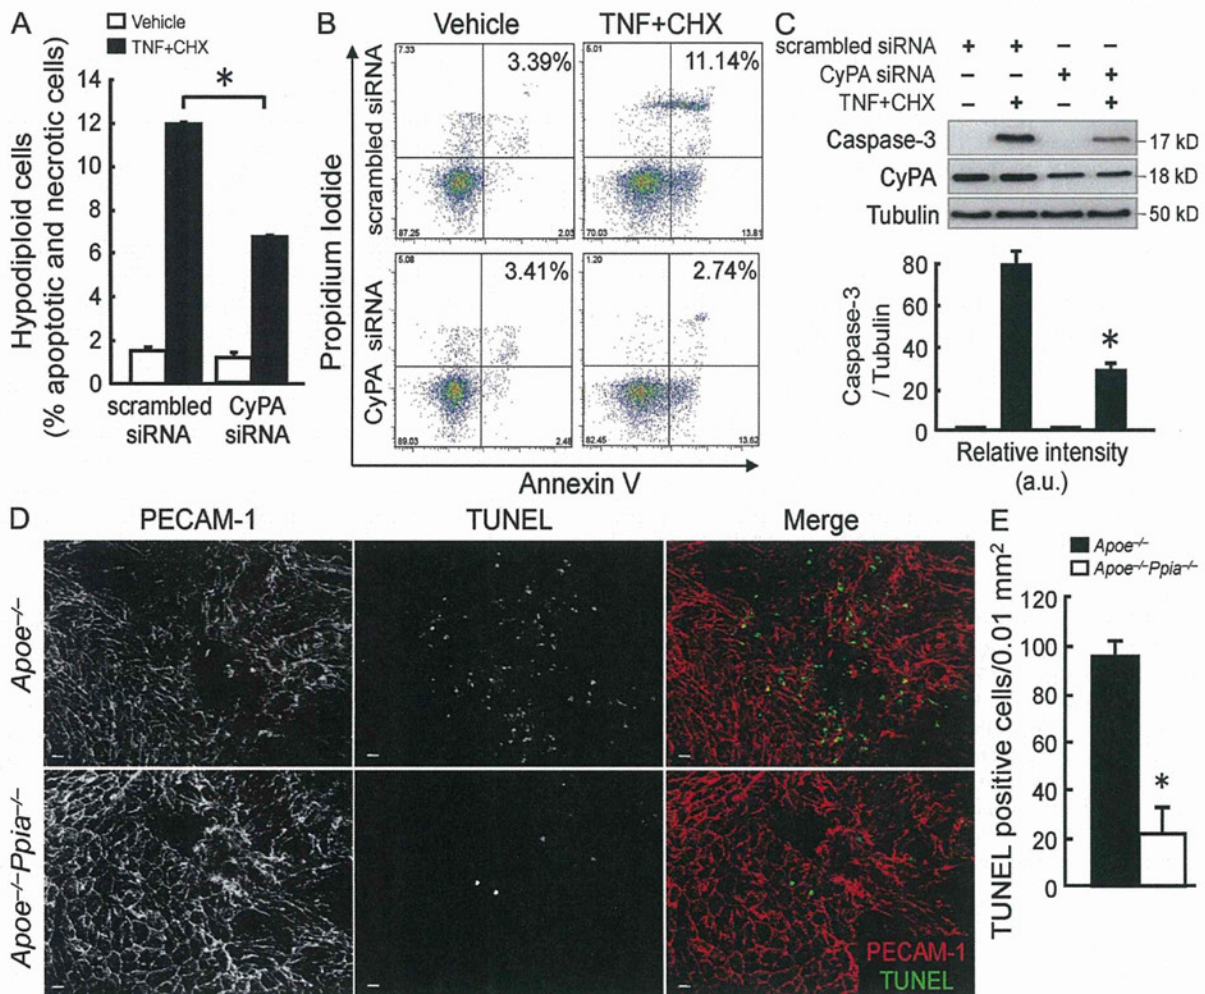 A
Vehicle
TNF+CHX
Hypodiploid cells
(% apoptotic and necrotic cells)
14
12
10
8
6
4
2
0
*
scrambled
siRNA
CyPA
siRNA
B
Vehicle
TNF+CHX
Propidium Iodide
scrambled siRNA
CyPA siRNA
7.33
3.39%
87.25
2.03
5.01
11.14%
70.03
13.81
5.08
3.41%
89.03
2.48
1.20
2.74%
82.45
13.62
Annexin V
C
scrambled siRNA + + – –
CyPA siRNA – – + +
TNF+CHX – + – +
Caspase-3
17 kD
CyPA
18 kD
Tubulin
50 kD
Caspase-3
/ Tubulin
80
60
40
20
0
*
Relative intensity
(a.u.)
D
PECAM-1
TUNEL
Merge
Apoe–/–
Apoe–/–Ppia–/–
PECAM-1
TUNEL
E
Apoe–/–
Apoe–/–Ppia–/–
TUNEL positive cells/0.01 mm²
120
100
80
60
40
20
0
*